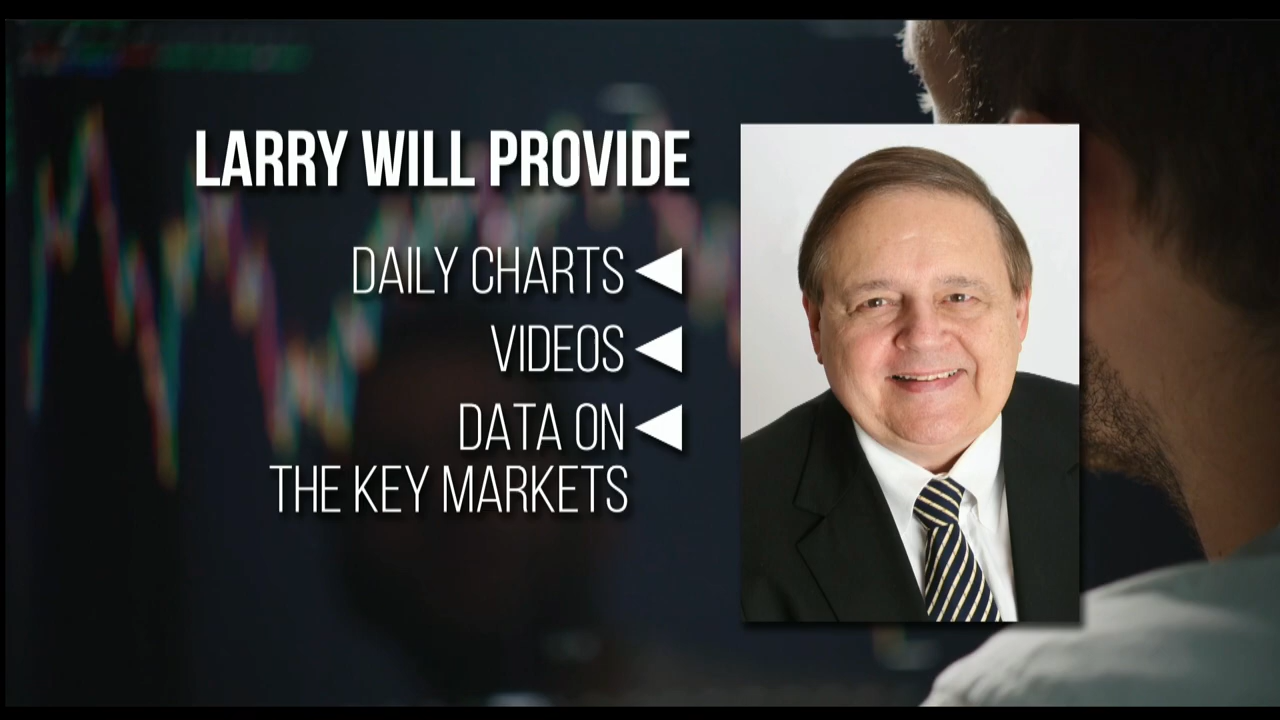 LARRY WILL PROVIDE
DAILY CHARTS
VIDEOS
DATA ON
THE KEY MARKETS